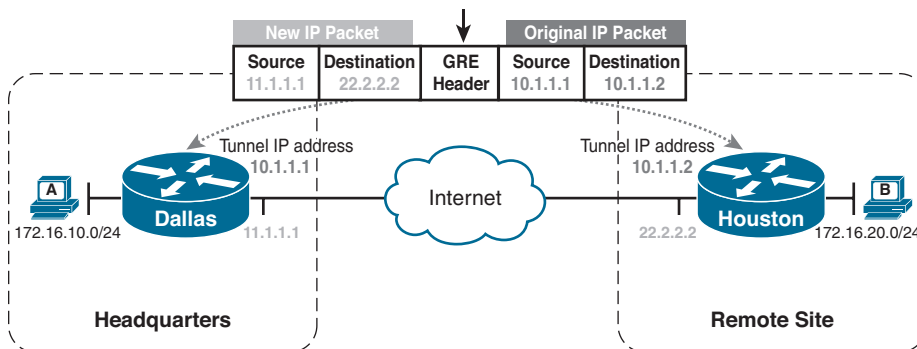 New IP Packet
Original IP Packet
Source
Destination
GRE
Source
Destination
11.1.1.1
22.2.2.2
Header
10.1.1.1
10.1.1.2
Tunnel IP address
10.1.1.1
Tunnel IP address
10.1.1.2
A
Dallas
Internet
Houston
B
172.16.10.0/24
11.1.1.1
22.2.2.2
172.16.20.0/24
Headquarters
Remote Site